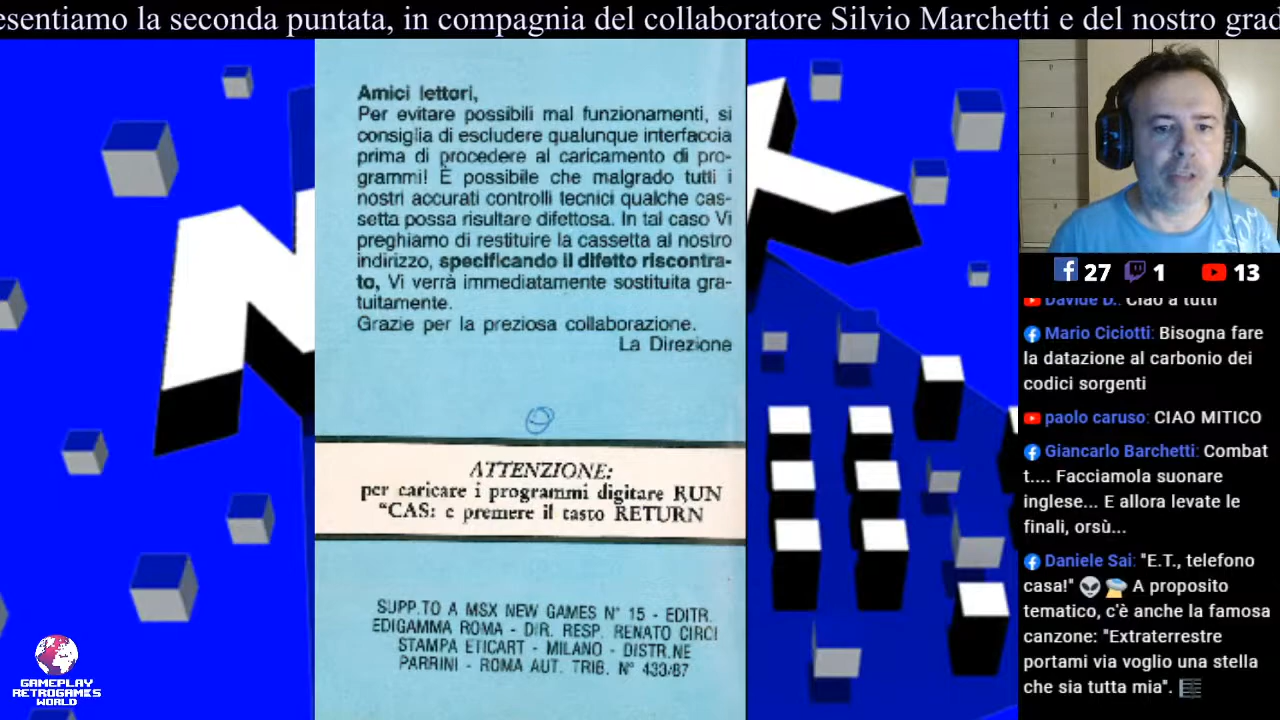 esentiamo la seconda puntata, in compagnia del collaboratore Silvio Marchetti e del nostro grad
Amici lettori,
Per evitare possibili mal funzionamenti, si
consiglia di escludere qualunque interfaccia
prima di procedere al caricamento di pro-
grammi! È possibile che malgrado tutti i
nostri accurati controlli tecnici qualche cas-
setta possa risultare difettosa. In tal caso Vi
preghiamo di restituire la cassetta al nostro
indirizzo, specificando il difetto riscontra-
to, Vi verrà immediatamente sostituita gra-
tuitamente.
Grazie per la preziosa collaborazione.
La Direzione
ATTENZIONE:
per caricare i programmi digitare RUN
"CAS: e premere il tasto RETURN
SUPP.TO A MSX NEW GAMES N° 15 - EDITR.
EDIGAMMA ROMA - DIR. RESP. RENATO CIRCI
STAMPA ETICART - MILANO - DISTR.NE
PARRINI - ROMA AUT. TRIB. N° 433/87
GAMEPLAY
RETROGAMES
WORLD
27 1 13
Davide D.: Ciao a tutti
Mario Ciciotti: Bisogna fare
la datazione al carbonio dei
codici sorgenti
paolo caruso: CIAO MITICO
Giancarlo Barchetti: Combat
t.... Facciamola suonare
inglese... E allora levate le
finali, orsù...
Daniele Sai: "E.T., telefono
casa!" 👽 🛸 A proposito
tematico, c'è anche la famosa
canzone: "Extraterrestre
portami via voglio una stella
che sia tutta mia". 🎼